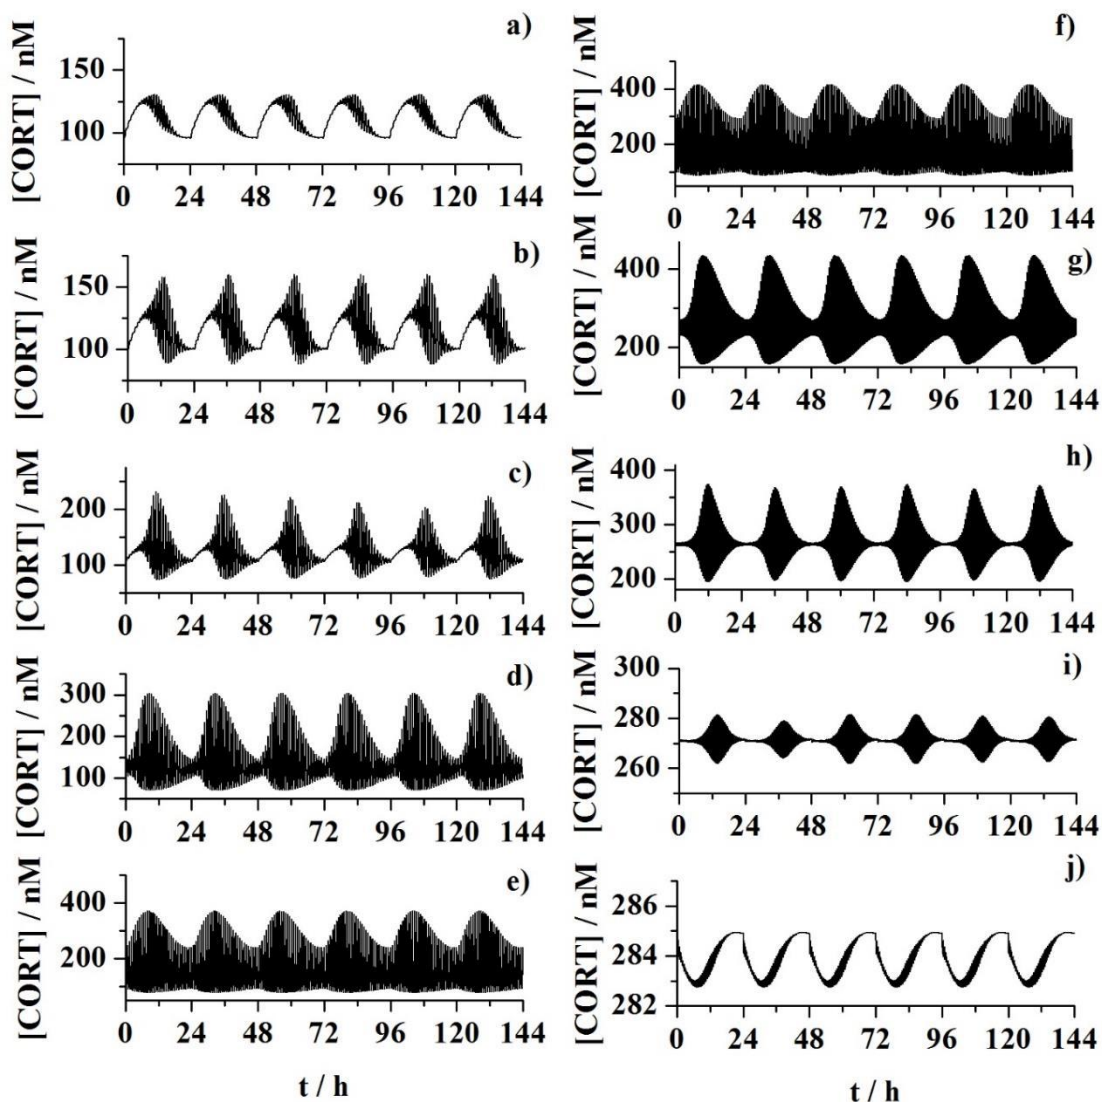 a)
[CORT] / nM
150
100
0 24 48 72 96 120 144
b)
[CORT] / nM
150
100
0 24 48 72 96 120 144
c)
[CORT] / nM
200
100
0 24 48 72 96 120 144
d)
[CORT] / nM
300
200
100
0 24 48 72 96 120 144
e)
[CORT] / nM
400
200
0 24 48 72 96 120 144
t / h
f)
[CORT] / nM
400
200
0 24 48 72 96 120 144
g)
[CORT] / nM
400
200
0 24 48 72 96 120 144
h)
[CORT] / nM
400
300
200
0 24 48 72 96 120 144
i)
[CORT] / nM
300
280
260
0 24 48 72 96 120 144
j)
[CORT] / nM
286
284
282
0 24 48 72 96 120 144
t / h